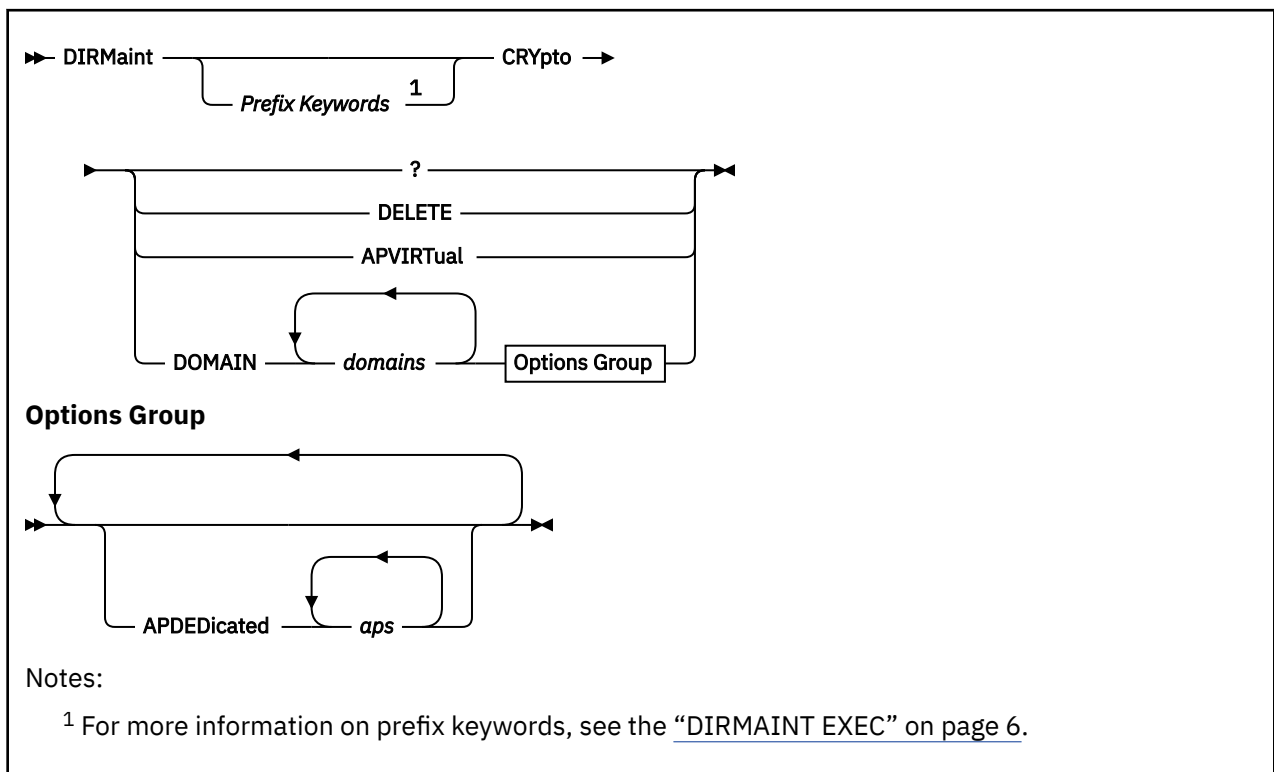 DIRMaint CRYpto
Prefix Keywords 1
?
DELETE
APVIRTual
DOMAIN domains Options Group
Options Group
APDEDicated aps
Notes:
1 For more information on prefix keywords, see the “DIRMAINT EXEC” on page 6.